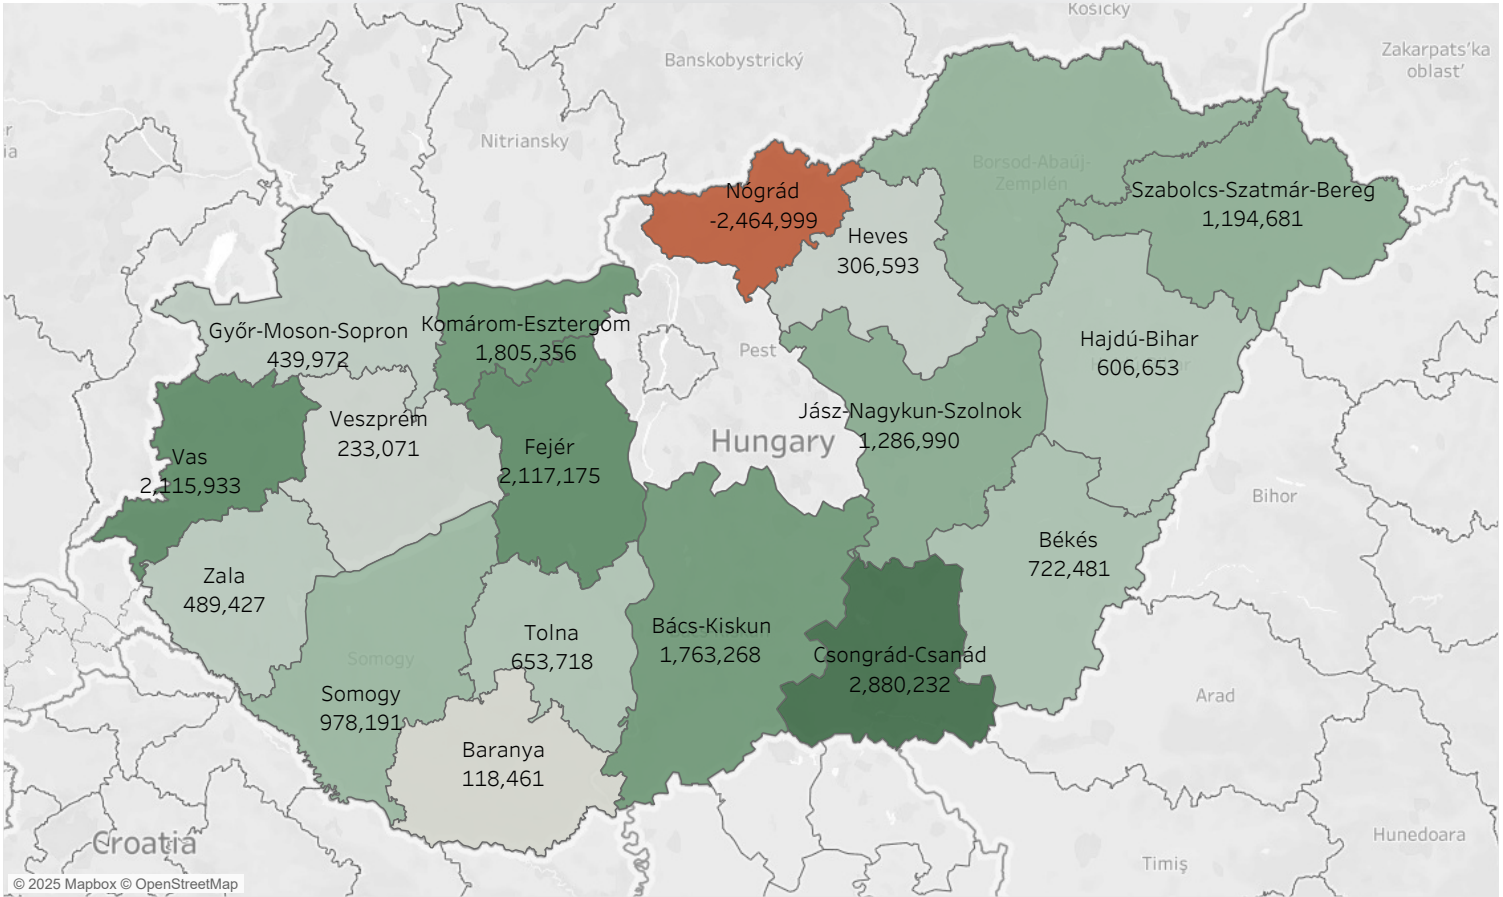 Košický
Banskobystrický
Zakarpats'ka
oblast'
Nitriansky
Borsod-Abaúj-
Zemplén
Szabolcs-Szatmár-Bereg
1,194,681
Nógrád
-2,464,999
Heves
306,593
Győr-Moson-Sopron
439,972
Komárom-Esztergom
1,805,356
Pest
Hajdú-Bihar
606,653
Veszprém
233,071
Jász-Nagykun-Szolnok
1,286,990
Hungary
Vas
2,115,933
Fejér
2,117,175
Bihor
Békés
722,481
Zala
489,427
Tolna
653,718
Bács-Kiskun
1,763,268
Somogy
Somogy
978,191
Csongrád-Csanád
2,880,232
Arad
Baranya
118,461
Croatia
Hunedoara
Timiș
© 2025 Mapbox © OpenStreetMap